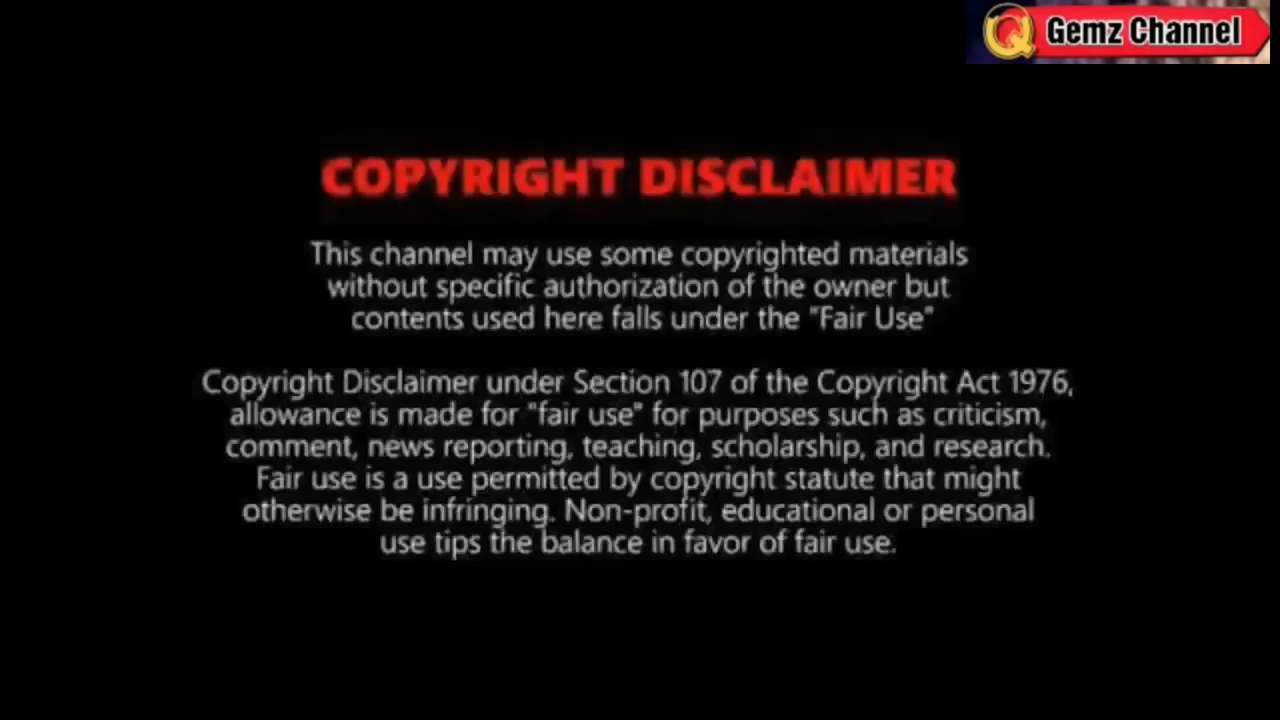 Gemz Channel
COPYRIGHT DISCLAIMER
This channel may use some copyrighted materials
without specific authorization of the owner but
contents used here falls under the "Fair Use"
Copyright Disclaimer under Section 107 of the Copyright Act 1976,
allowance is made for "fair use" for purposes such as criticism,
comment, news reporting, teaching, scholarship, and research.
Fair use is a use permitted by copyright statute that might
otherwise be infringing. Non-profit, educational or personal
use tips the balance in favor of fair use.